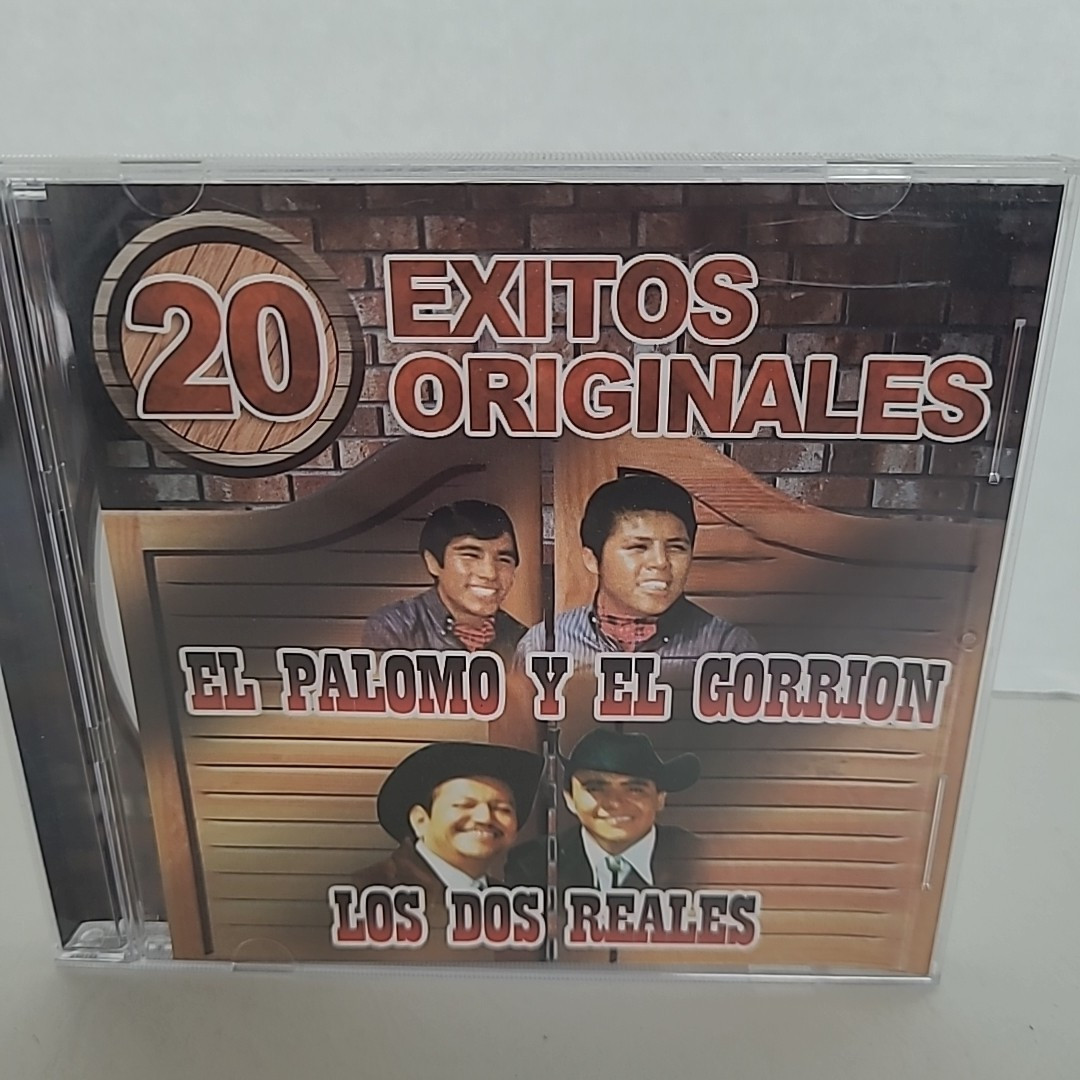 20
EXITOS
ORIGINALES
EL PALOMO Y EL GORRION
LOS DOS REALES